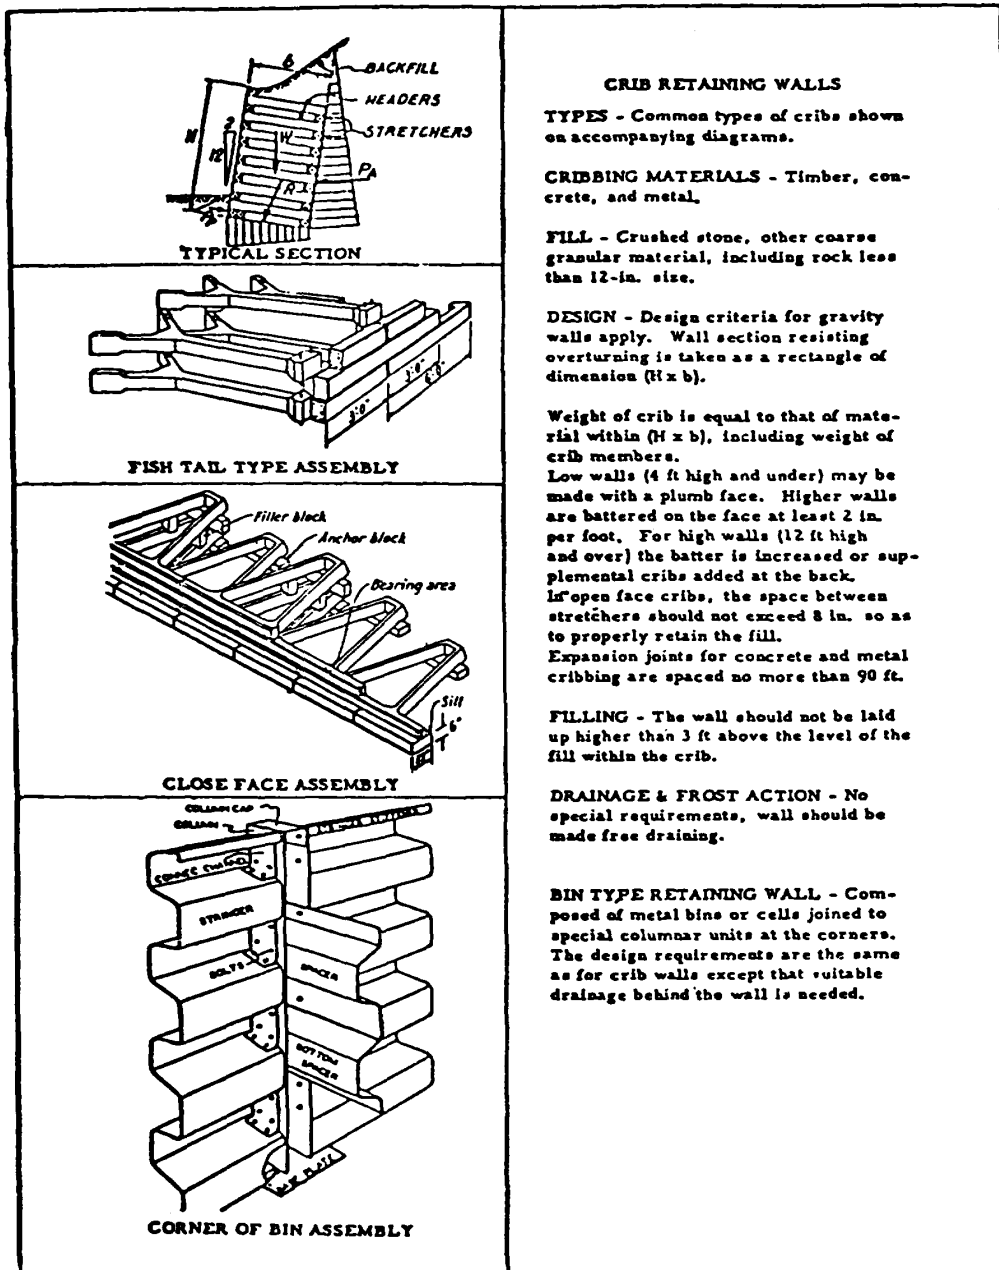 b
BACKFILL
HEADERS
STRETCHERS
H
2
12
W
R
PA
TYPICAL SECTION
3'0"
3'0"
6'0"
FISH TAIL TYPE ASSEMBLY
Filler block
Anchor block
Bearing area
Sill
6"
CLOSE FACE ASSEMBLY
COLUMN CAP
COLUMN
STRINGER
BOLTS
SPACER
BOTTOM
SPACER
BASE PLATE
CORNER OF BIN ASSEMBLY
CRIB RETAINING WALLS
TYPES - Common types of cribs shown
on accompanying diagrams.
CRIBBING MATERIALS - Timber, con-
crete, and metal.
FILL - Crushed stone, other coarse
granular material, including rock less
than 12-in. size.
DESIGN - Design criteria for gravity
walls apply. Wall section resisting
overturning is taken as a rectangle of
dimension (H x b).
Weight of crib is equal to that of mate-
rial within (H x b), including weight of
crib members.
Low walls (4 ft high and under) may be
made with a plumb face. Higher walls
are battered on the face at least 2 in.
per foot. For high walls (12 ft high
and over) the batter is increased or sup-
plemental cribs added at the back.
In open face cribs, the space between
stretchers should not exceed 8 in. so as
to properly retain the fill.
Expansion joints for concrete and metal
cribbing are spaced no more than 90 ft.
FILLING - The wall should not be laid
up higher than 3 ft above the level of the
fill within the crib.
DRAINAGE & FROST ACTION - No
special requirements, wall should be
made free draining.
BIN TYPE RETAINING WALL - Com-
posed of metal bins or cells joined to
special columnar units at the corners.
The design requirements are the same
as for crib walls except that suitable
drainage behind the wall is needed.